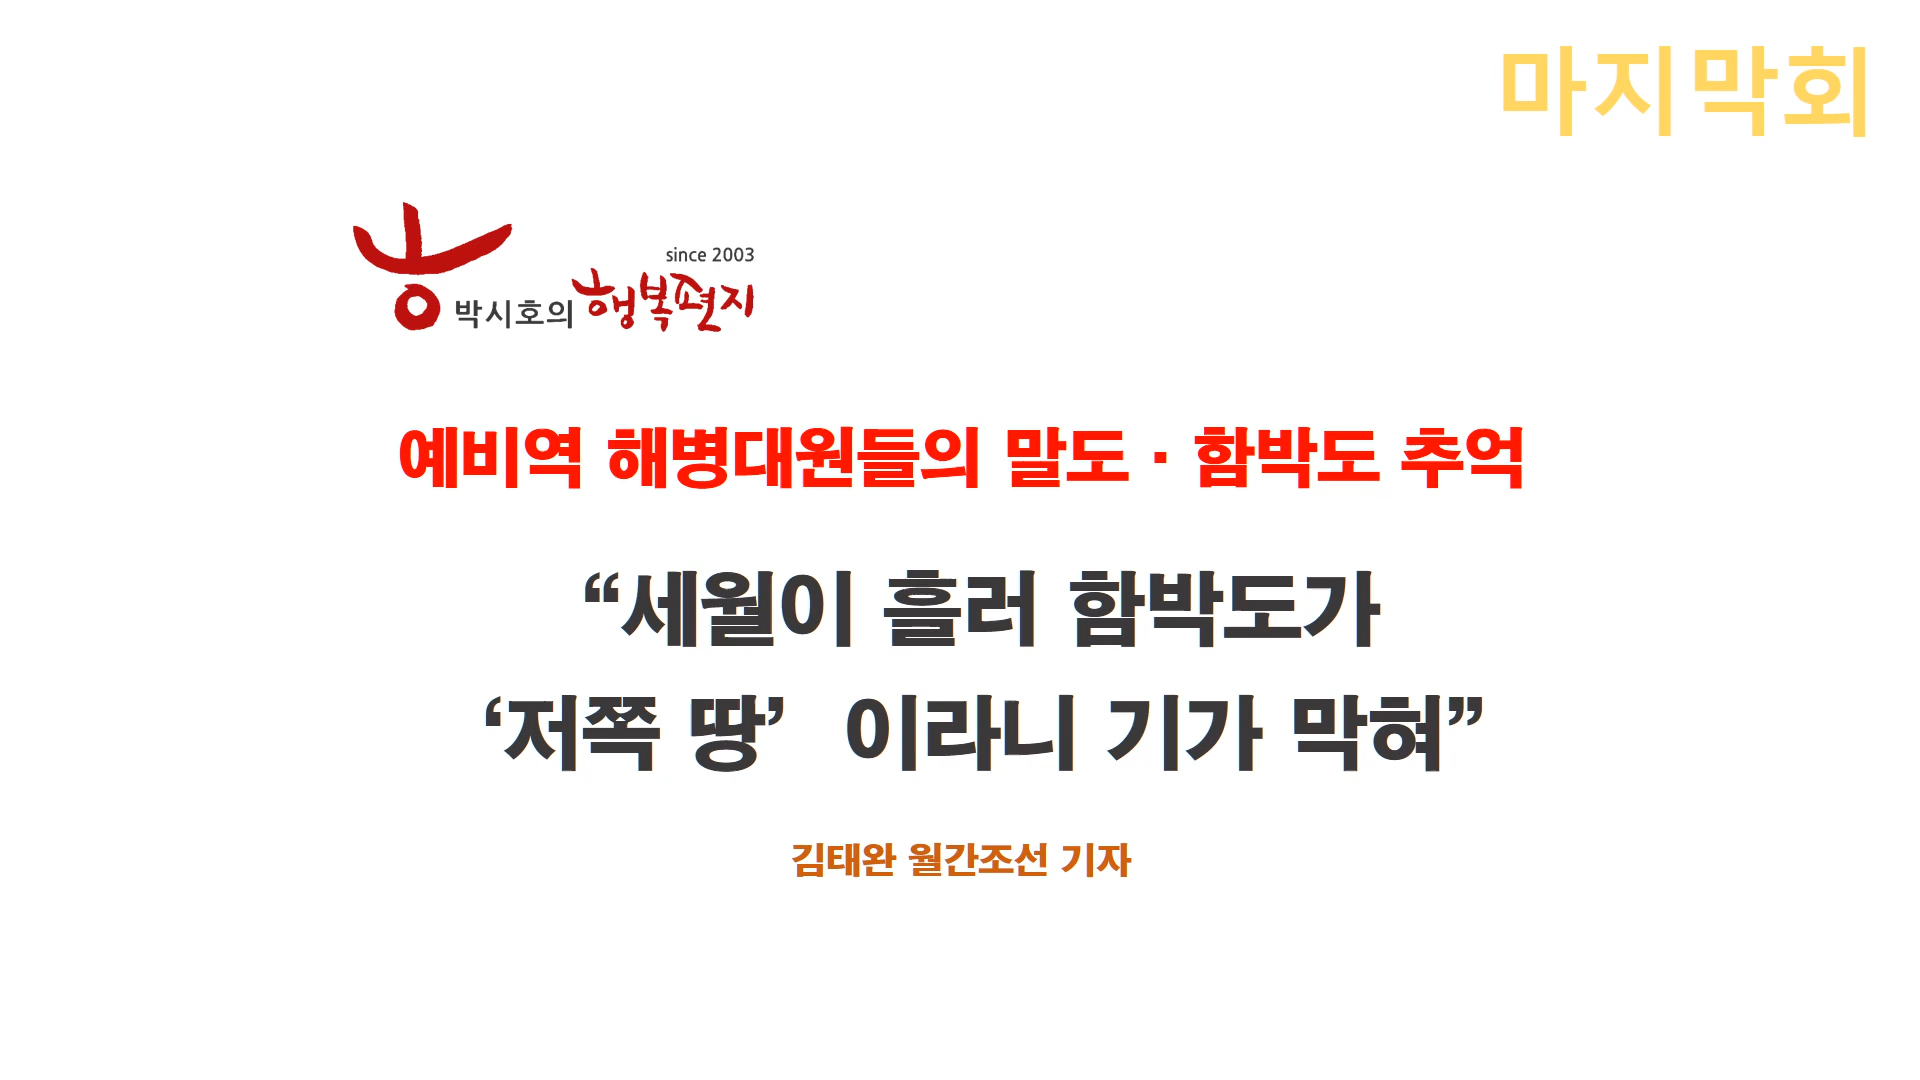 마지막회
since 2003
박시호의 행복편지
예비역 해병대원들의 말도 · 함박도 추억
“세월이 흘러 함박도가
‘저쪽 땅’ 이라니 기가 막혀”
김태완 월간조선 기자